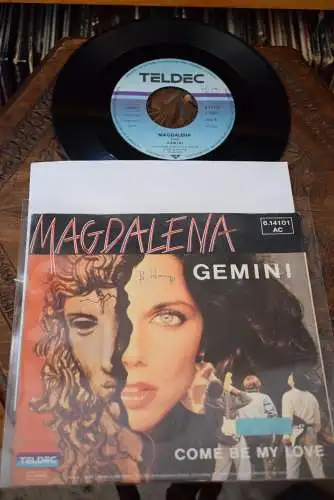 TELDEC
MAGDALENA
GEMINI
MAGDALENA
6.14101
AC
GEMINI
COME BE MY LOVE
TELDEC